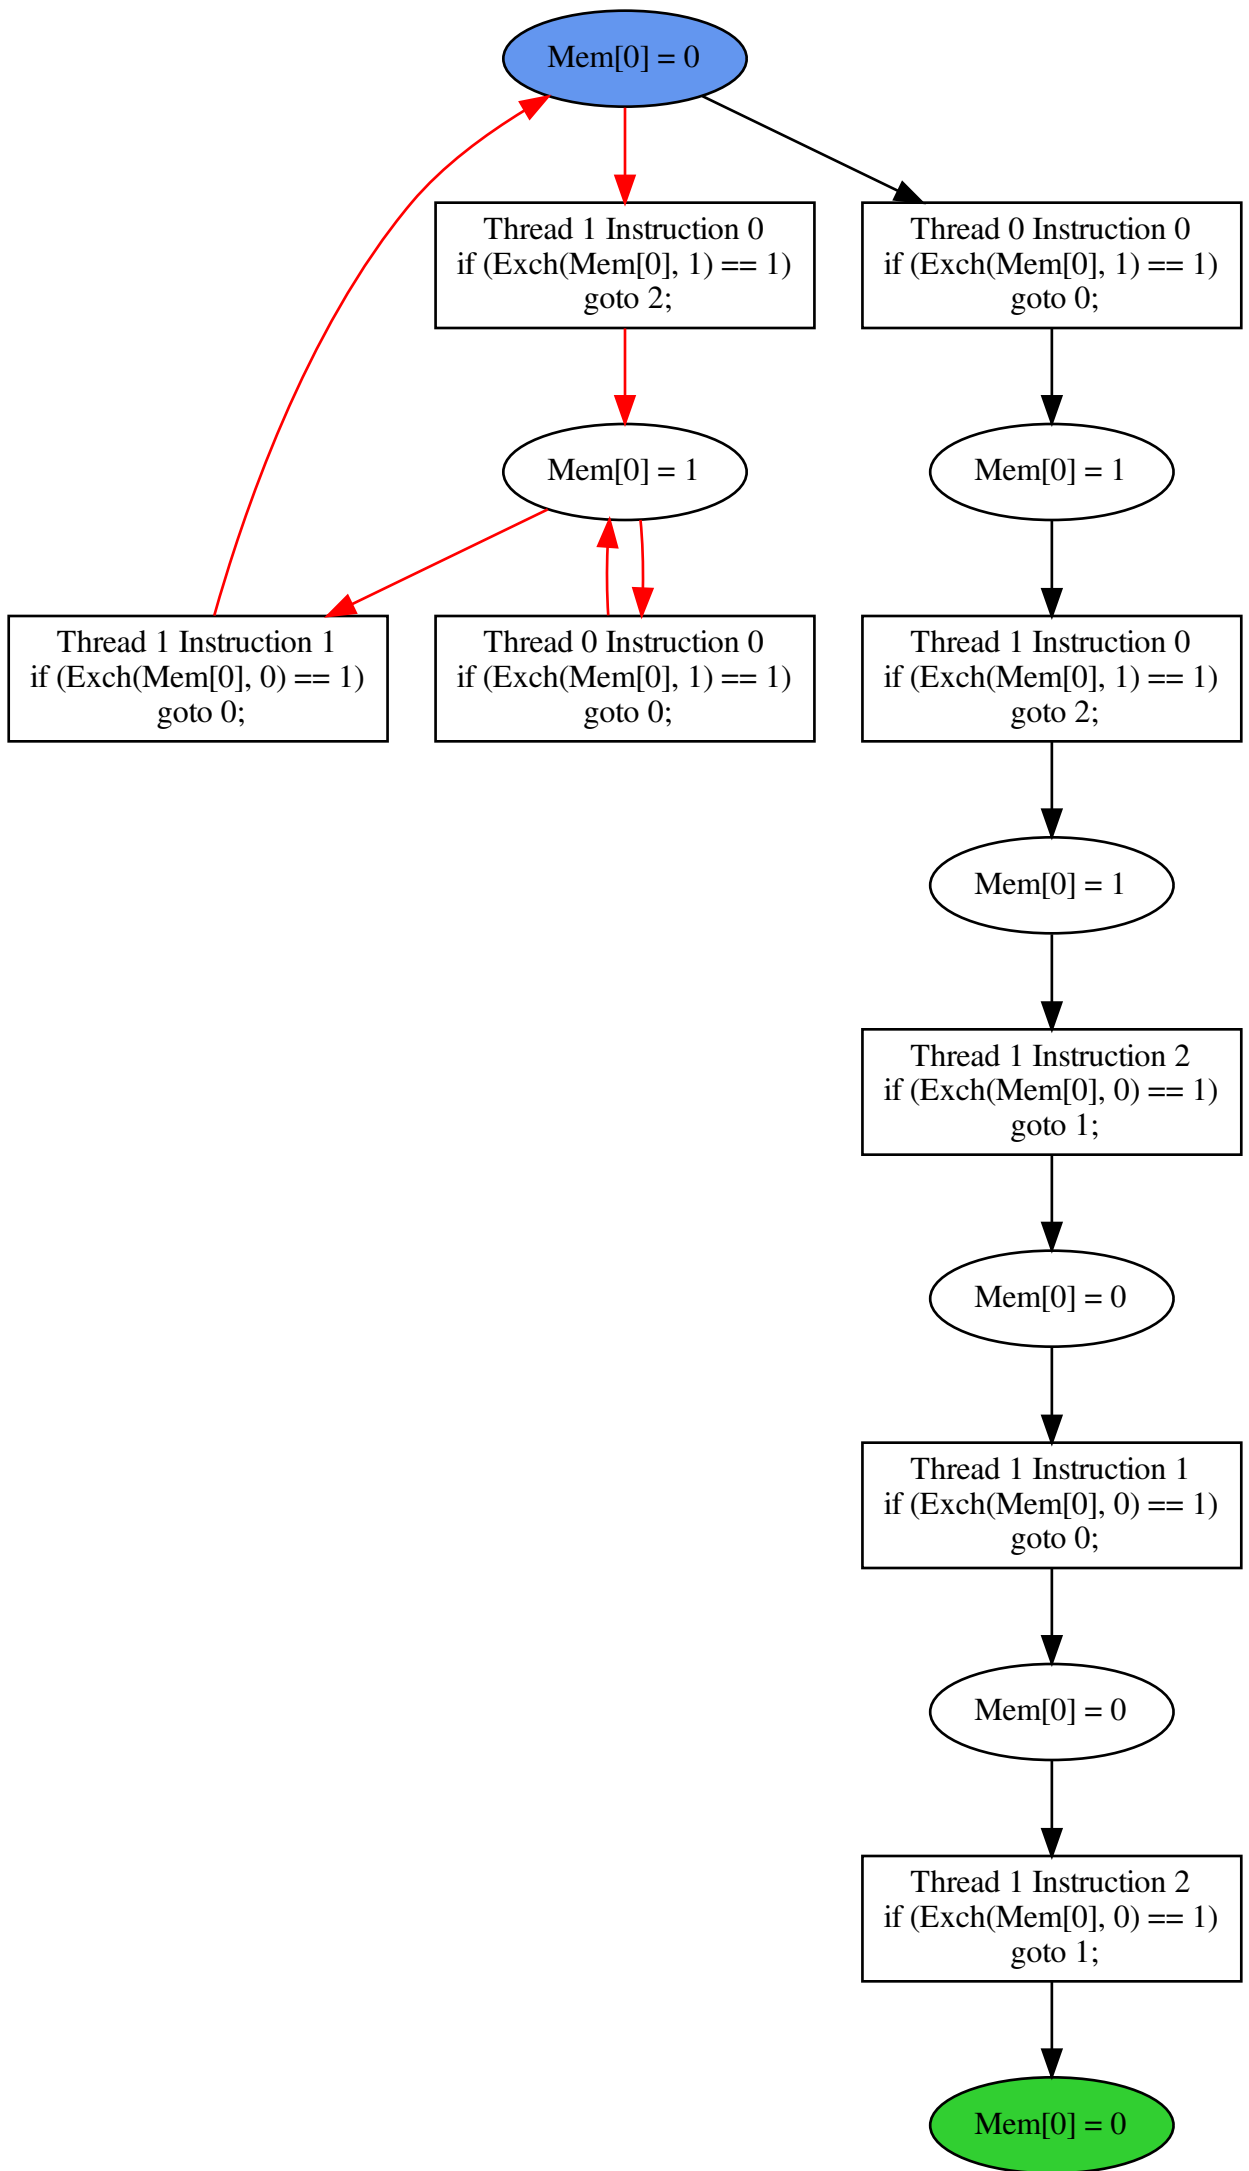 Mem[0] = 0
Thread 1 Instruction 0
if (Exch(Mem[0], 1) == 1)
goto 2;
Thread 0 Instruction 0
if (Exch(Mem[0], 1) == 1)
goto 0;
Mem[0] = 1
Mem[0] = 1
Thread 1 Instruction 1
if (Exch(Mem[0], 0) == 1)
goto 0;
Thread 0 Instruction 0
if (Exch(Mem[0], 1) == 1)
goto 0;
Thread 1 Instruction 0
if (Exch(Mem[0], 1) == 1)
goto 2;
Mem[0] = 1
Thread 1 Instruction 2
if (Exch(Mem[0], 0) == 1)
goto 1;
Mem[0] = 0
Thread 1 Instruction 1
if (Exch(Mem[0], 0) == 1)
goto 0;
Mem[0] = 0
Thread 1 Instruction 2
if (Exch(Mem[0], 0) == 1)
goto 1;
Mem[0] = 0